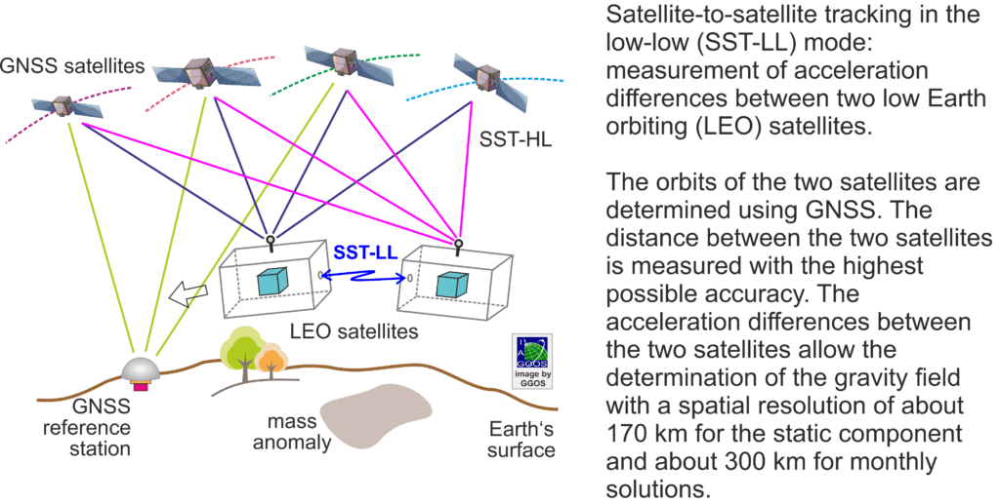 GNSS satellites
SST-HL
SST-LL
LEO satellites
I
A
G
GGOS
image by
GGOS
GNSS
reference
station
mass
anomaly
Earth‘s
surface
Satellite-to-satellite tracking in the
low-low (SST-LL) mode:
measurement of acceleration
differences between two low Earth
orbiting (LEO) satellites.
The orbits of the two satellites are
determined using GNSS. The
distance between the two satellites
is measured with the highest
possible accuracy. The
acceleration differences between
the two satellites allow the
determination of the gravity field
with a spatial resolution of about
170 km for the static component
and about 300 km for monthly
solutions.